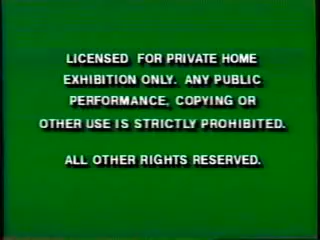 LICENSED FOR PRIVATE HOME
EXHIBITION ONLY. ANY PUBLIC
PERFORMANCE, COPYING OR
OTHER USE IS STRICTLY PROHIBITED.
ALL OTHER RIGHTS RESERVED.